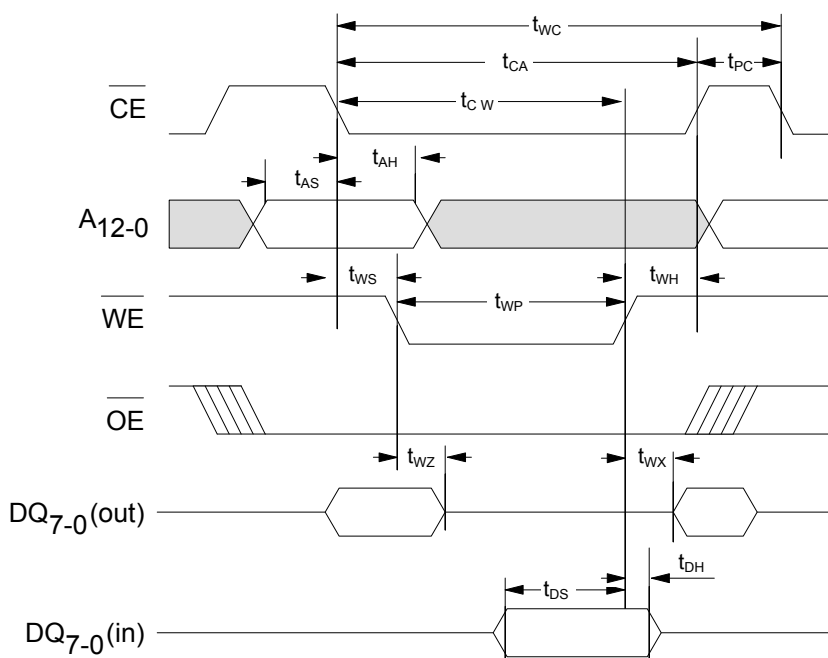 tWC
tCA tPC
CE tC W
tAH
tAS
A12-0
tWS tWH
WE tWP
OE
tWZ tWX
DQ7-0(out)
tDH
tDS
DQ7-0(in)